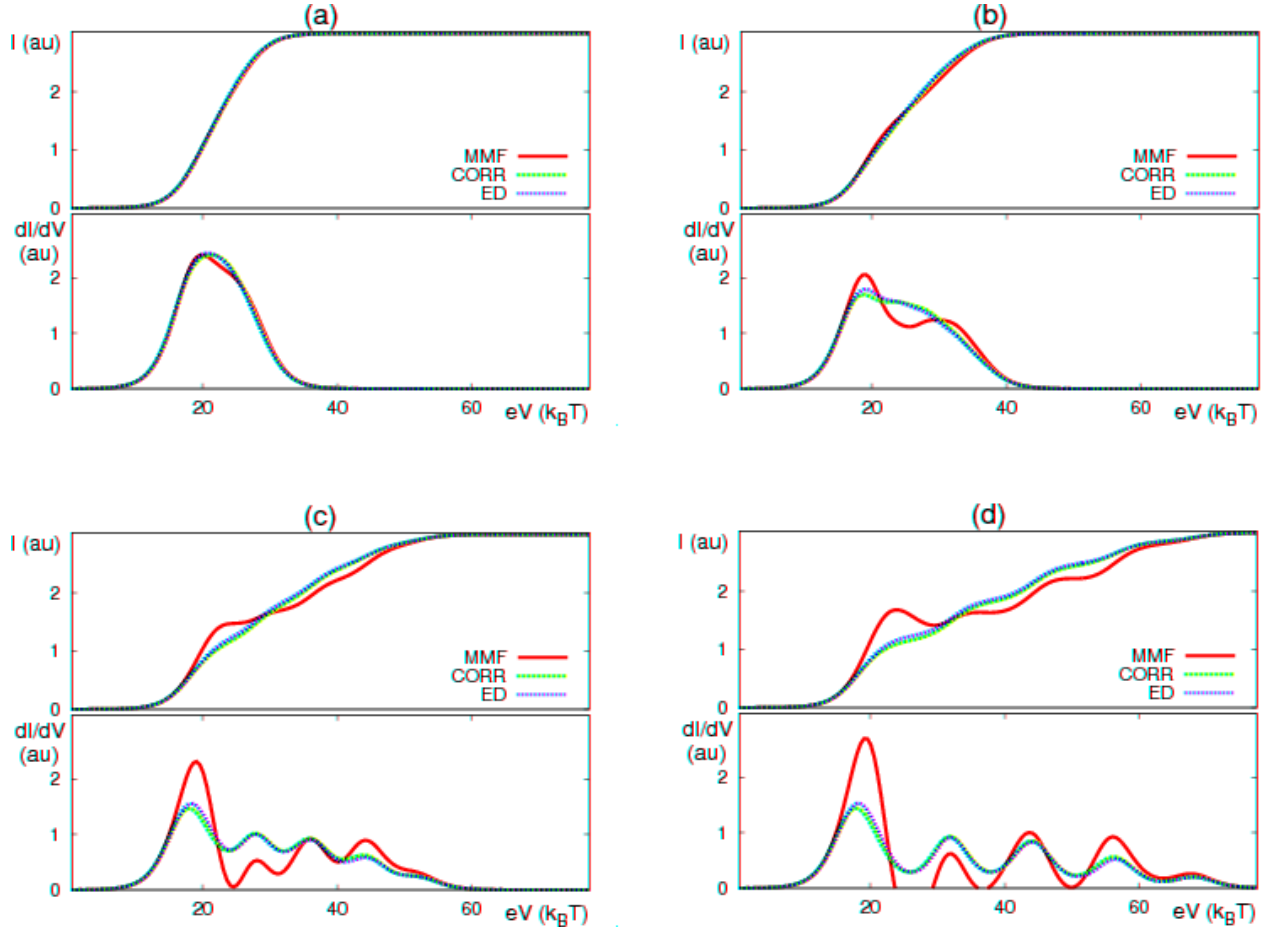 (a)
I (au)
2
1
0
MMF
CORR
ED
dI/dV
(au)
2
1
0
20
40
60
eV (kBT)
(b)
I (au)
2
1
0
MMF
CORR
ED
dI/dV
(au)
2
1
0
20
40
60
eV (kBT)
(c)
I (au)
2
1
0
MMF
CORR
ED
dI/dV
(au)
2
1
0
20
40
60
eV (kBT)
(d)
I (au)
2
1
0
MMF
CORR
ED
dI/dV
(au)
2
1
0
20
40
60
eV (kBT)